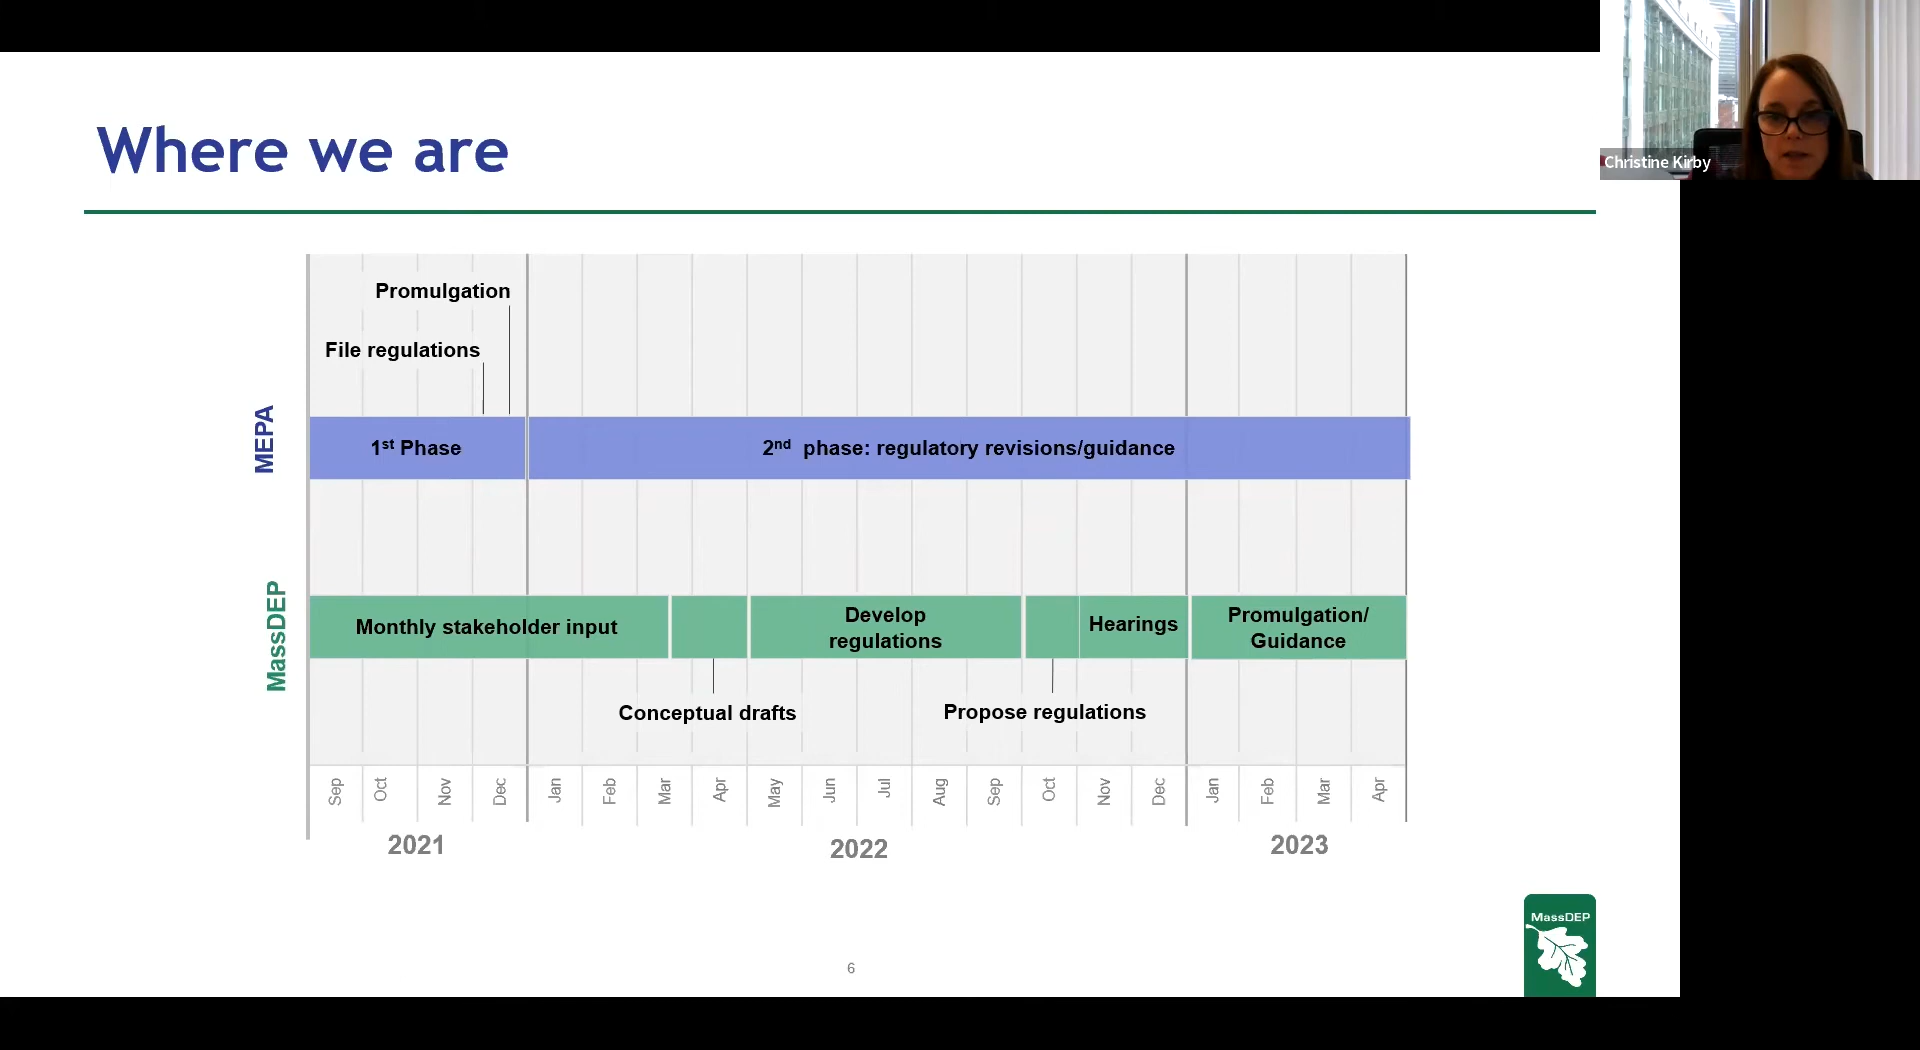 Where we are
Christine Kirby
Promulgation
File regulations
MEPA
1st Phase
2nd phase: regulatory revisions/guidance
MassDEP
Monthly stakeholder input
Develop
regulations
Hearings
Promulgation/
Guidance
Conceptual drafts
Propose regulations
Sep Oct Nov Dec Jan Feb Mar Apr May Jun Jul Aug Sep Oct Nov Dec Jan Feb Mar Apr
2021 2022 2023
MassDEP
6